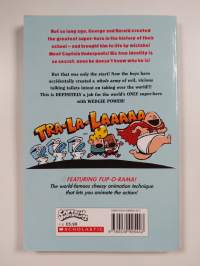 Not so long ago, George and Harold created
the greatest super-hero in the history of their
school — and brought him to life by mistake!
Meet Captain Underpants! His true identity is
so secret, even he doesn't know who he is!
But that was only the start! Now the boys have
accidentally created a whole army of evil, vicious
talking toilets intent on taking over the world!!!
This is DEFINITELY a job for the world's ONLY superhero
with WEDGIE POWER!
TRA-LA-LAAAAA
FEATURING FLIP-O-RAMA!
The world-famous cheesy animation technique
that lets you animate the action!
SCHOLASTIC